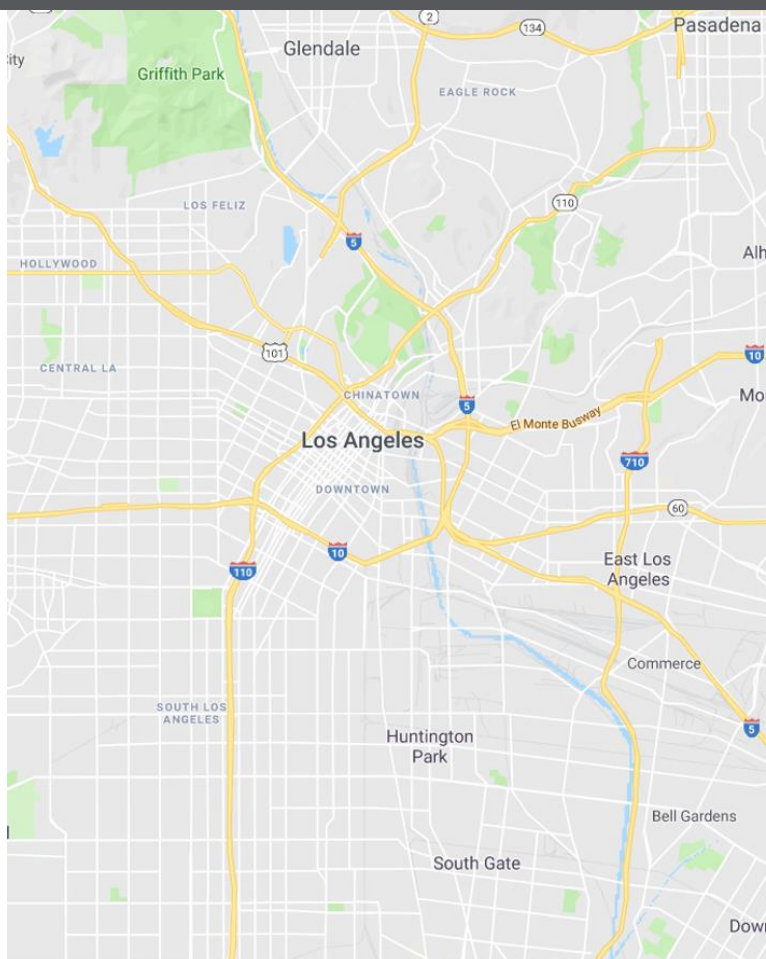 2
134
Pasadena
Glendale
City
Griffith Park
EAGLE ROCK
110
LOS FELIZ
5
HOLLYWOOD
Alh
101
10
CENTRAL LA
CHINATOWN
Mo
5
El Monte Busway
Los Angeles
710
DOWNTOWN
60
10
110
East Los
Angeles
Commerce
SOUTH LOS
ANGELES
5
Huntington
Park
Bell Gardens
South Gate
Dow